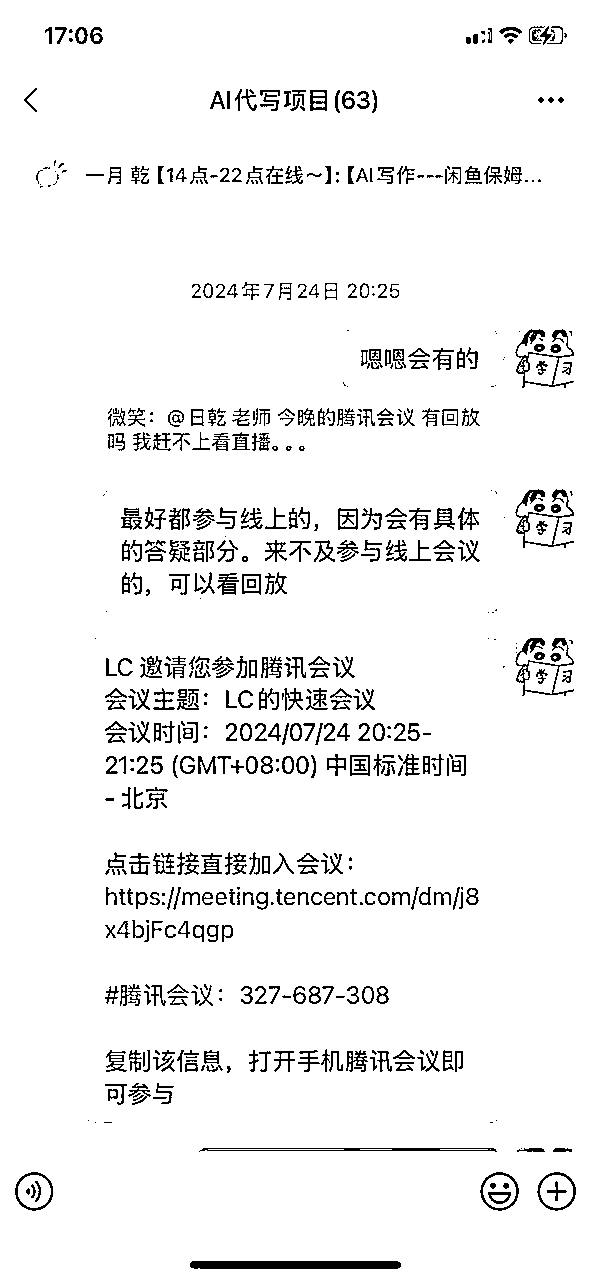 17:06
AI代写项目(63)
一月 乾【14点-22点在线～】:【AI写作---闲鱼保姆...
2024年7月24日 20:25
嗯嗯会有的
微笑：@日乾 老师 今晚的腾讯会议 有回放
吗 我赶不上看直播。。。
最好都参与线上的，因为会有具体
的答疑部分。来不及参与线上会议
的，可以看回放
LC 邀请您参加腾讯会议
会议主题：LC的快速会议
会议时间：2024/07/24 20:25-
21:25 (GMT+08:00) 中国标准时间
- 北京
点击链接直接加入会议：
https://meeting.tencent.com/dm/j8
x4bjFc4qgp
#腾讯会议：327-687-308
复制该信息，打开手机腾讯会议即
可参与